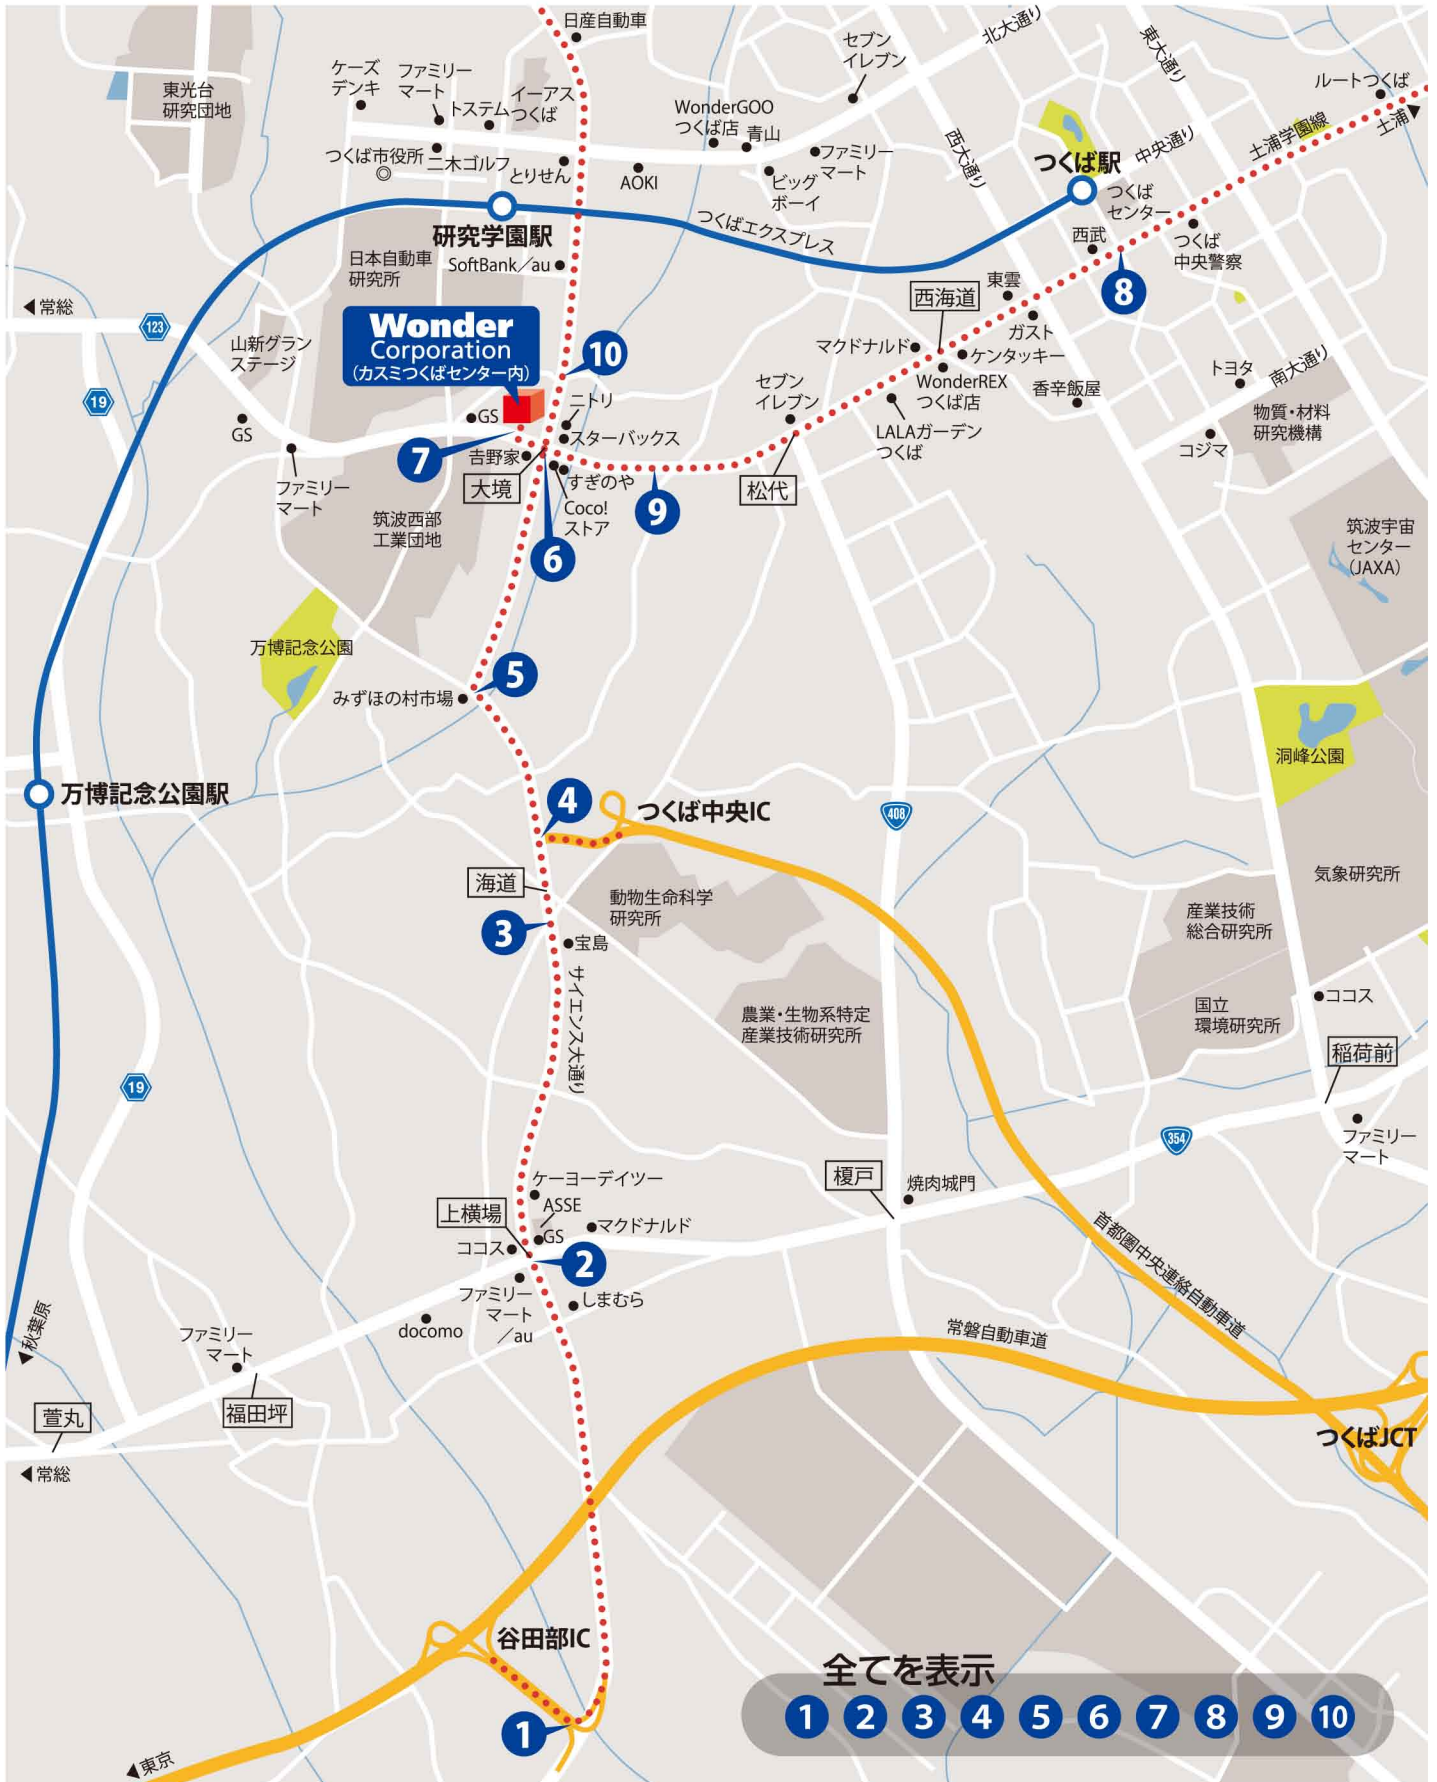 日産自動車
セブン
イレブン
北大通り
東大通り
ルートつくば
土浦
土浦学園線
東光台
研究団地
ケーズ
デンキ
ファミリー
マート
トステム
イーアス
つくば
WonderGOO
つくば店
青山
西大通り
中央通り
つくば駅
つくば
センター
つくば市役所
二木ゴルフ
とりせん
AOKI
ビッグ
ボーイ
ファミリー
マート
研究学園駅
つくばエクスプレス
西武
つくば
中央警察
日本自動車
研究所
SoftBank/au
常総
123
山新グラン
ステージ
Wonder
Corporation
(カスミつくばセンター内)
10
西海道
東雲
8
ガスト
マクドナルド
ケンタッキー
WonderREX
つくば店
香辛飯屋
トヨタ
南大通り
19
GS
GS
ニトリ
スターバックス
セブン
イレブン
LALAガーデン
つくば
コジマ
物質・材料
研究機構
7
吉野家
大境
すぎのや
Coco!
ストア
9
松代
ファミリー
マート
筑波西部
工業団地
6
筑波宇宙
センター
(JAXA)
万博記念公園
5
みずほの村市場
洞峰公園
万博記念公園駅
4
つくば中央IC
408
海道
動物生命科学
研究所
気象研究所
3
宝島
産業技術
総合研究所
サイエンス大通り
農業・生物系特定
産業技術研究所
国立
環境研究所
ココス
稲荷前
19
354
ファミリー
マート
ケーヨーデイツー
ASSE
上横場
GS
マクドナルド
榎戸
焼肉城門
ココス
2
ファミリー
マート
/au
しまむら
docomo
首都圏中央連絡自動車道
秋葉原
ファミリー
マート
福田坪
萱丸
常総
常磐自動車道
つくばJCT
谷田部IC
1
東京
全てを表示
1 2 3 4 5 6 7 8 9 10